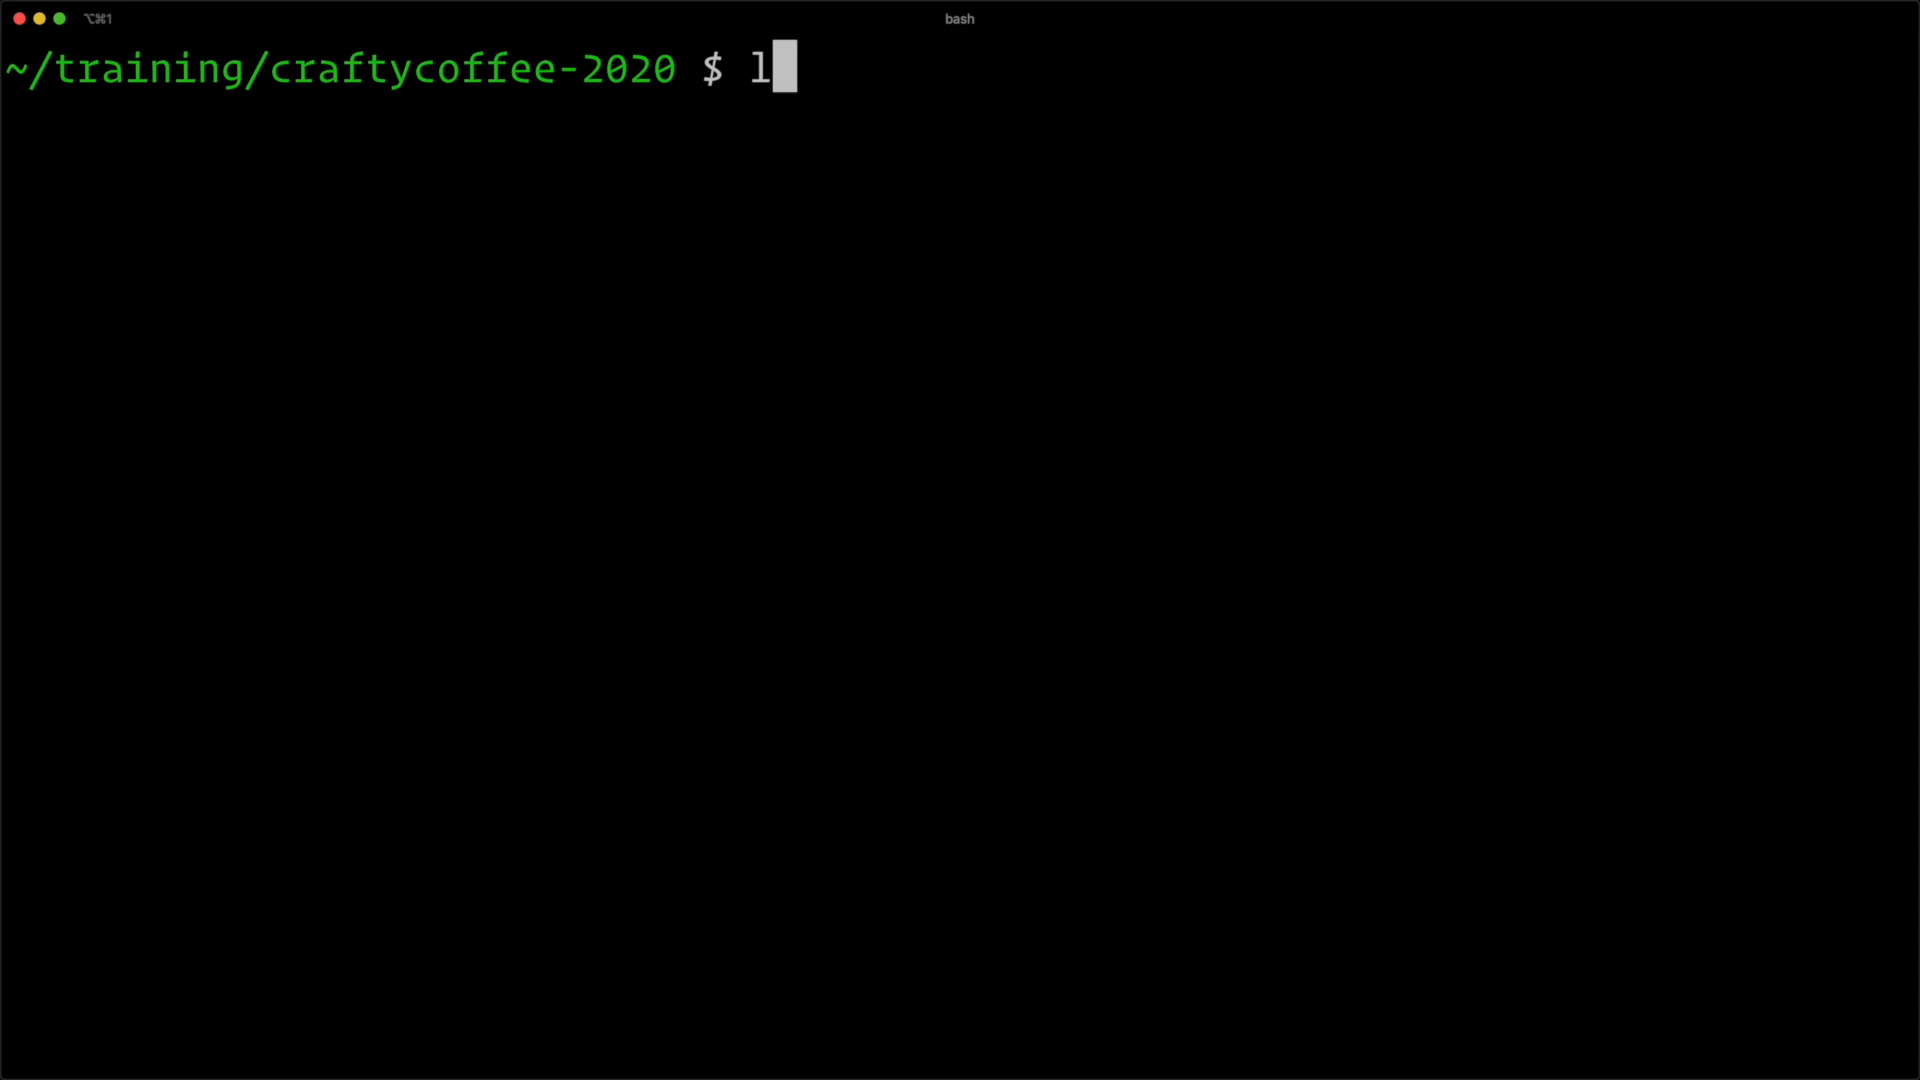 ⌥⌘1 bash
~/training/craftycoffee-2020 $ l